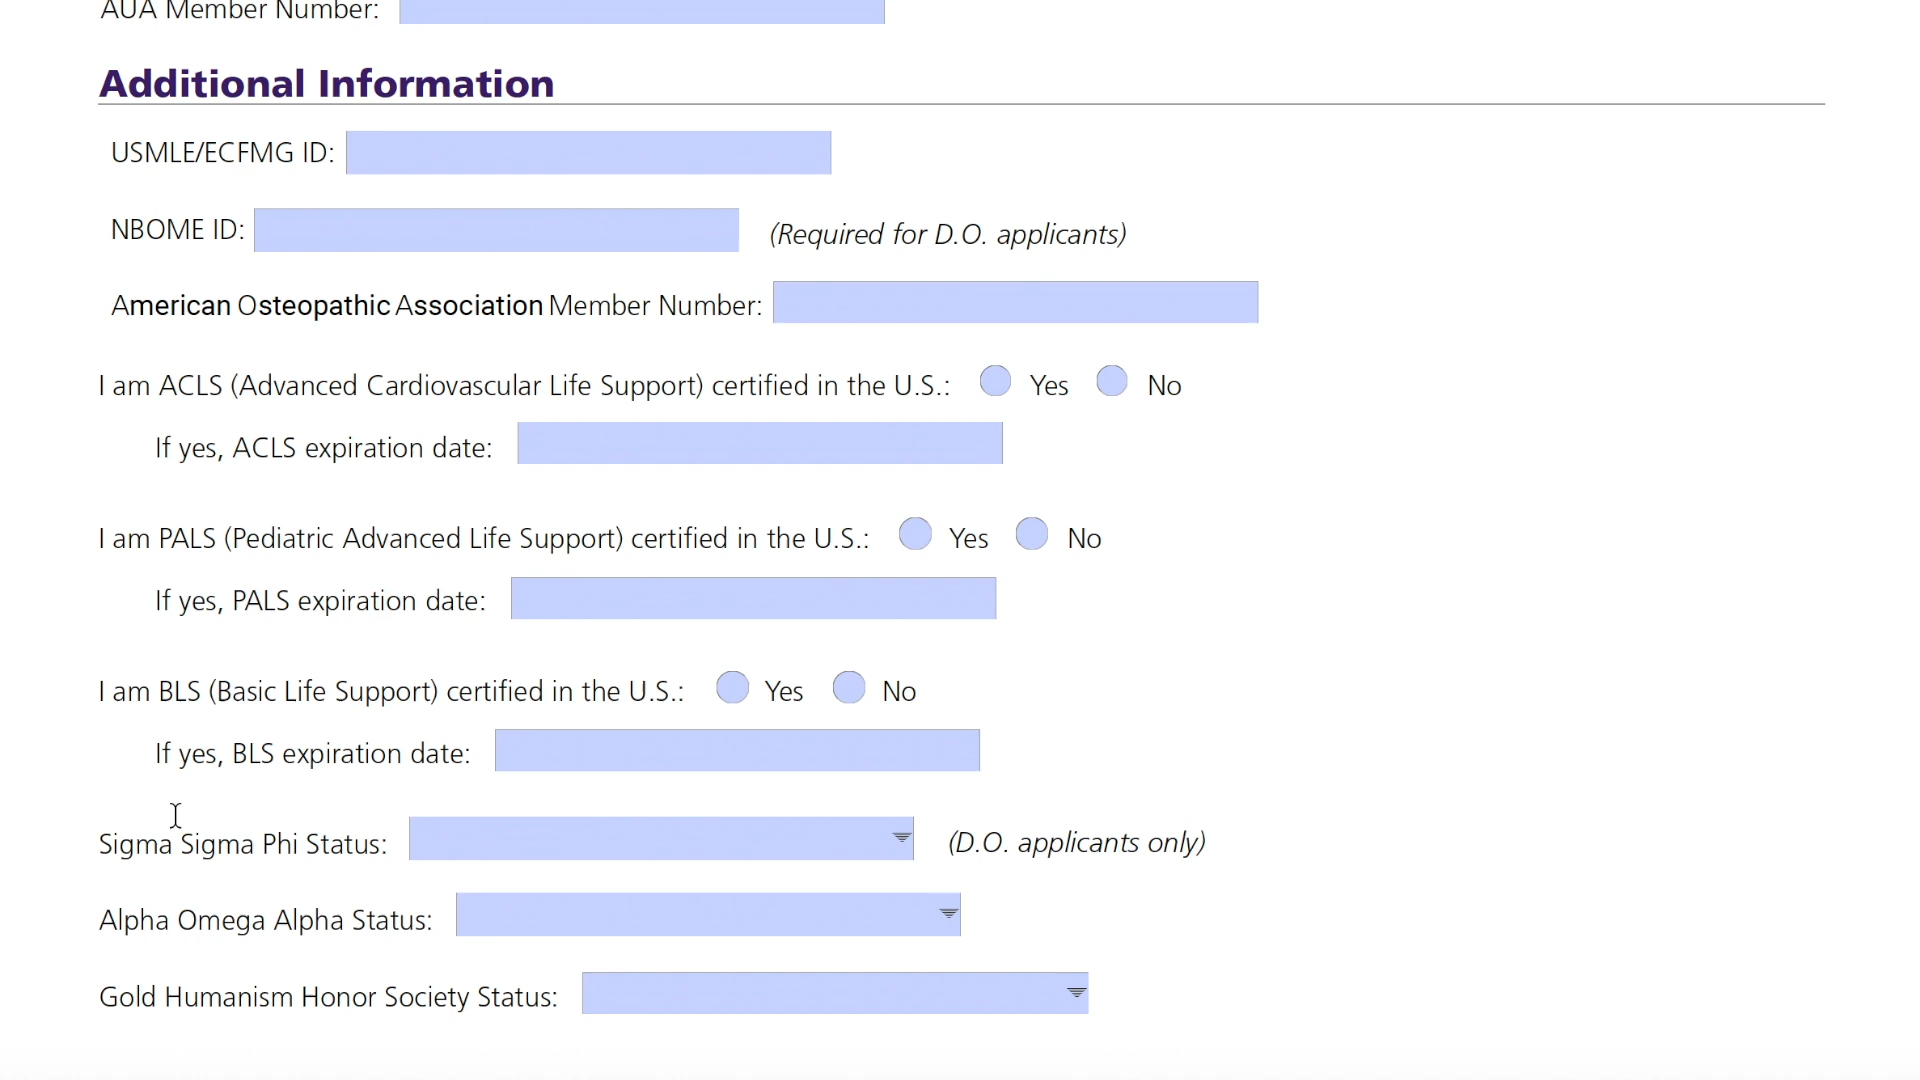 AUA Member Number:
Additional Information
USMLE/ECFMG ID:
NBOME ID: (Required for D.O. applicants)
American Osteopathic Association Member Number:
I am ACLS (Advanced Cardiovascular Life Support) certified in the U.S.: Yes No
If yes, ACLS expiration date:
I am PALS (Pediatric Advanced Life Support) certified in the U.S.: Yes No
If yes, PALS expiration date:
I am BLS (Basic Life Support) certified in the U.S.: Yes No
If yes, BLS expiration date:
Sigma Sigma Phi Status: (D.O. applicants only)
Alpha Omega Alpha Status:
Gold Humanism Honor Society Status: